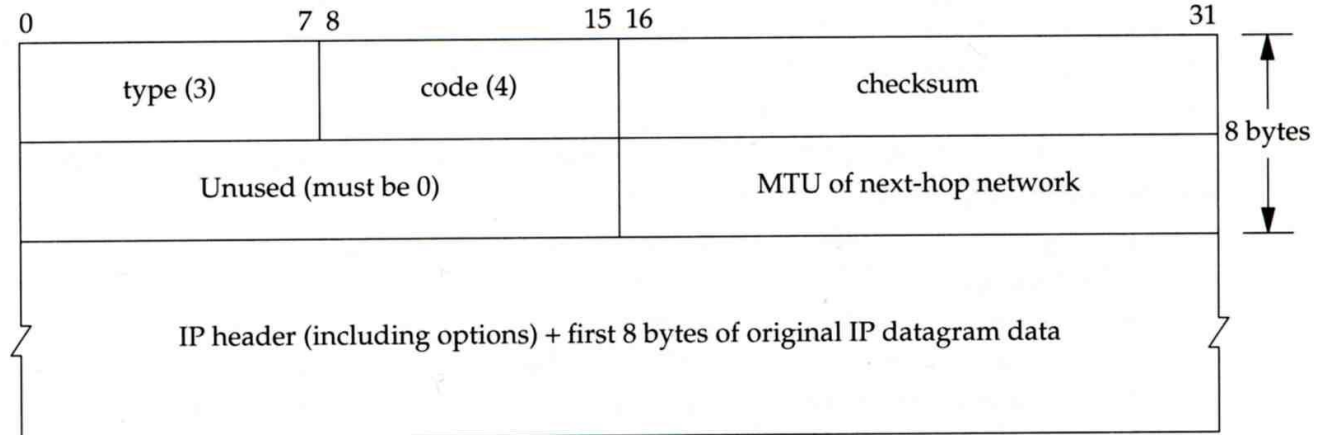 0 7 8 15 16 31
type (3) code (4) checksum
8 bytes
Unused (must be 0) MTU of next-hop network
IP header (including options) + first 8 bytes of original IP datagram data